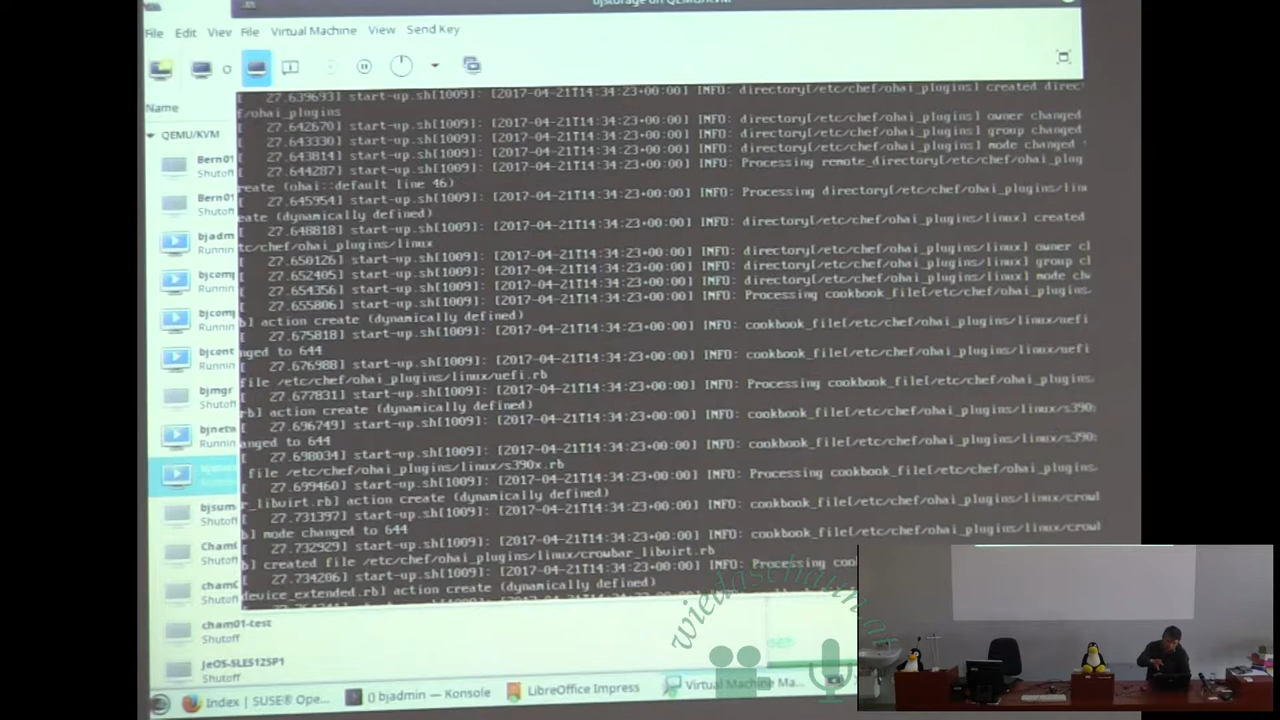 bjstorage on QEMU/KVM
File Edit View File Virtual Machine View Send Key
Name
QEMU/KVM
Bern01
Shutoff
Bern01
Shutoff
bjadm
Runnin
bjcomp
Runnin
bjcomp
Runnin
bjcont
Runnin
bjmgr
Shutof
bjnetw
Runnin
bjsum
Shutof
Cham0
Shutoff
cham0
Shutoff
cham01-test
Shutoff
JeOS-SLES12SP1
Shutoff
[ 27.639693] start-up.sh[1009]: [2017-04-21T14:34:23+00:00] INFO: directory[/etc/chef/ohai_plugins] created direc
f/ohai_plugins
[ 27.642670] start-up.sh[1009]: [2017-04-21T14:34:23+00:00] INFO: directory[/etc/chef/ohai_plugins] owner changed
[ 27.643330] start-up.sh[1009]: [2017-04-21T14:34:23+00:00] INFO: directory[/etc/chef/ohai_plugins] group changed
[ 27.643814] start-up.sh[1009]: [2017-04-21T14:34:23+00:00] INFO: directory[/etc/chef/ohai_plugins] mode changed
[ 27.644287] start-up.sh[1009]: [2017-04-21T14:34:23+00:00] INFO: Processing remote_directory[/etc/chef/ohai_plug
reate (ohai::default line 46)
[ 27.645954] start-up.sh[1009]: [2017-04-21T14:34:23+00:00] INFO: Processing directory[/etc/chef/ohai_plugins/lin
eate (dynamically defined)
[ 27.648818] start-up.sh[1009]: [2017-04-21T14:34:23+00:00] INFO: directory[/etc/chef/ohai_plugins/linux] created
tc/chef/ohai_plugins/linux
[ 27.650126] start-up.sh[1009]: [2017-04-21T14:34:23+00:00] INFO: directory[/etc/chef/ohai_plugins/linux] owner c
[ 27.652405] start-up.sh[1009]: [2017-04-21T14:34:23+00:00] INFO: directory[/etc/chef/ohai_plugins/linux] group c
[ 27.654356] start-up.sh[1009]: [2017-04-21T14:34:23+00:00] INFO: directory[/etc/chef/ohai_plugins/linux] mode ch
[ 27.655806] start-up.sh[1009]: [2017-04-21T14:34:23+00:00] INFO: Processing cookbook_file[/etc/chef/ohai_plugins
b] action create (dynamically defined)
[ 27.675818] start-up.sh[1009]: [2017-04-21T14:34:23+00:00] INFO: cookbook_file[/etc/chef/ohai_plugins/linux/uefi
nged to 644
[ 27.676988] start-up.sh[1009]: [2017-04-21T14:34:23+00:00] INFO: cookbook_file[/etc/chef/ohai_plugins/linux/uefi
file /etc/chef/ohai_plugins/linux/uefi.rb
[ 27.677831] start-up.sh[1009]: [2017-04-21T14:34:23+00:00] INFO: Processing cookbook_file[/etc/chef/ohai_plugins
rb] action create (dynamically defined)
[ 27.696749] start-up.sh[1009]: [2017-04-21T14:34:23+00:00] INFO: cookbook_file[/etc/chef/ohai_plugins/linux/s390
anged to 644
[ 27.698034] start-up.sh[1009]: [2017-04-21T14:34:23+00:00] INFO: cookbook_file[/etc/chef/ohai_plugins/linux/s390
file /etc/chef/ohai_plugins/linux/s390x.rb
[ 27.699460] start-up.sh[1009]: [2017-04-21T14:34:23+00:00] INFO: Processing cookbook_file[/etc/chef/ohai_plugins
r_libvirt.rb] action create (dynamically defined)
[ 27.731397] start-up.sh[1009]: [2017-04-21T14:34:23+00:00] INFO: cookbook_file[/etc/chef/ohai_plugins/linux/crowb
b] mode changed to 644
[ 27.732929] start-up.sh[1009]: [2017-04-21T14:34:23+00:00] INFO: cookbook_file[/etc/chef/ohai_plugins/linux/crowb
b] created file /etc/chef/ohai_plugins/linux/crowbar_libvirt.rb
[ 27.734206] start-up.sh[1009]: [2017-04-21T14:34:23+00:00] INFO: Processing cook
device_extended.rb] action create (dynamically defined)
wiedaschaun.at
Index | SUSE® Ope... () bjadmin — Konsole LibreOffice Impress Virtual Machine Ma...